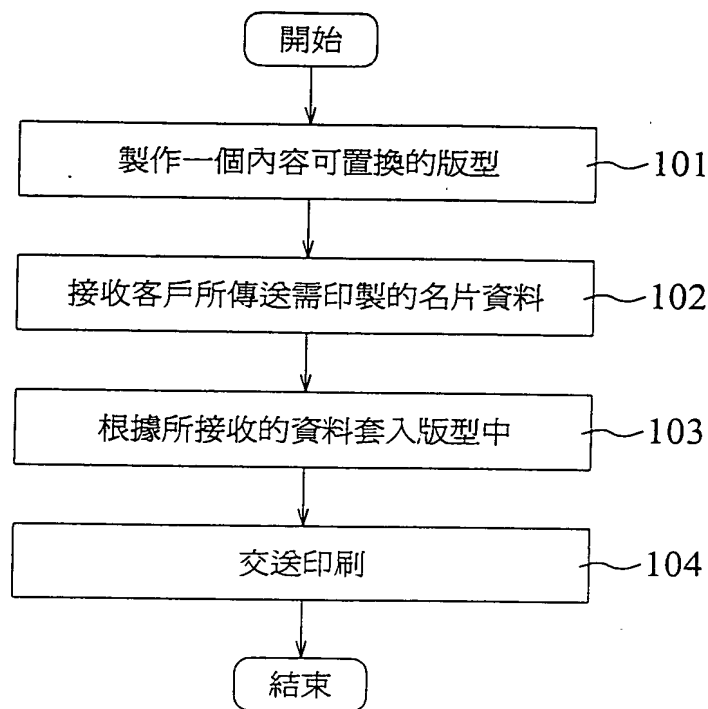 開始
製作一個內容可置換的版型 101
接收客戶所傳送需印製的名片資料 102
根據所接收的資料套入版型中 103
交送印刷 104
結束